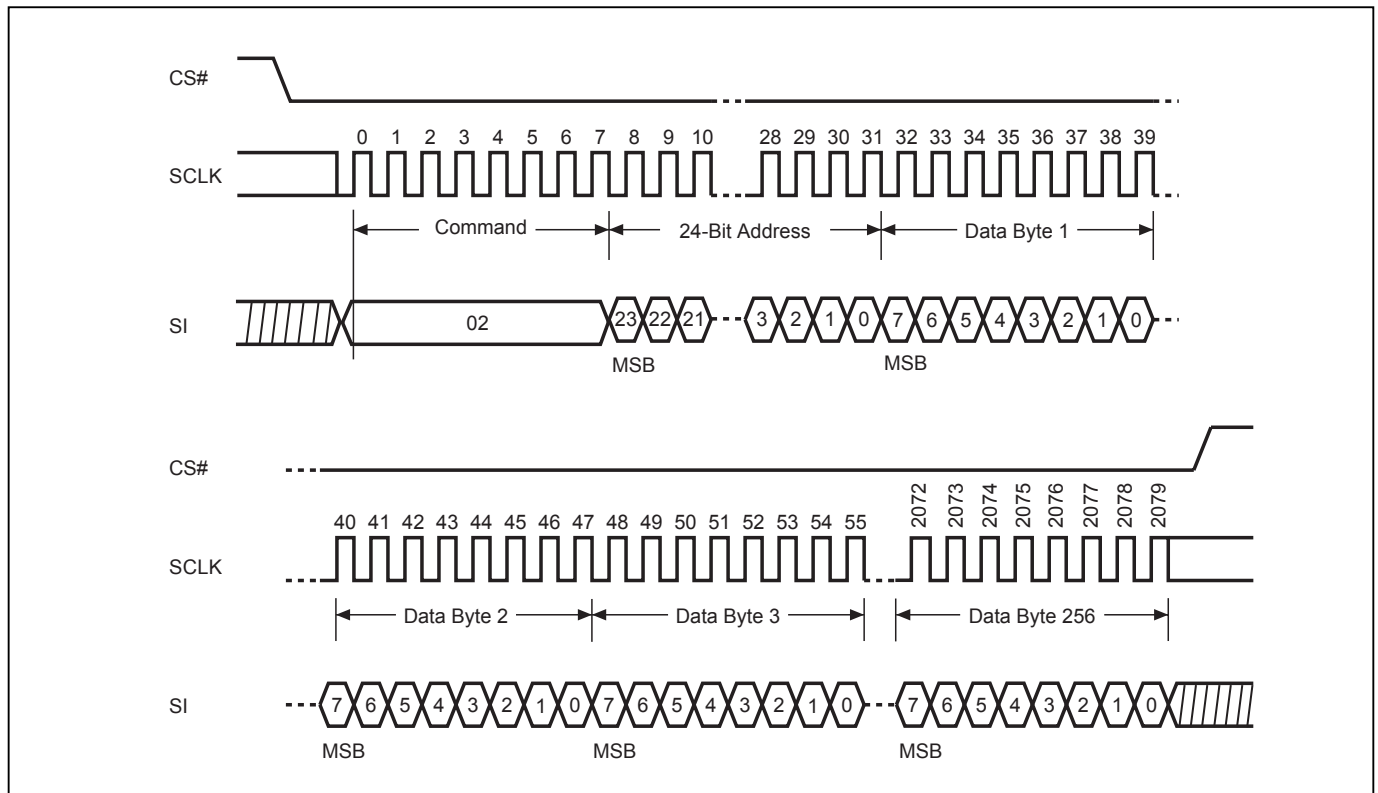 CS#
0 1 2 3 4 5 6 7 8 9 10 28 29 30 31 32 33 34 35 36 37 38 39
SCLK
Command 24-Bit Address Data Byte 1
SI 02 23 22 21 3 2 1 0 7 6 5 4 3 2 1 0
MSB MSB
CS#
2072 2073 2074 2075 2076 2077 2078 2079
40 41 42 43 44 45 46 47 48 49 50 51 52 53 54 55
SCLK
Data Byte 2 Data Byte 3 Data Byte 256
SI 7 6 5 4 3 2 1 0 7 6 5 4 3 2 1 0 7 6 5 4 3 2 1 0
MSB MSB MSB